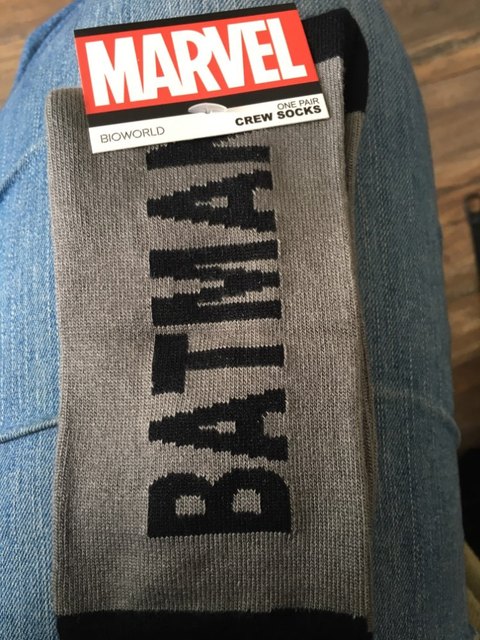 MARVEL
BIOWORLD
ONE PAIR
CREW SOCKS
BATMAN